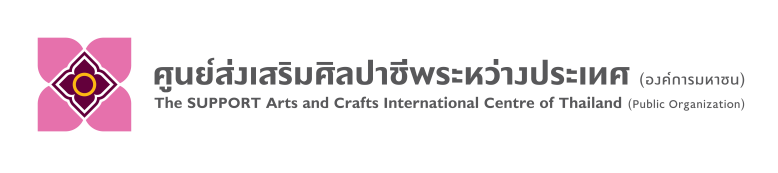 ศูนย์ส่งเสริมศิลปาชีพระหว่างประเทศ (องค์การมหาชน)
The SUPPORT Arts and Crafts International Centre of Thailand (Public Organization)